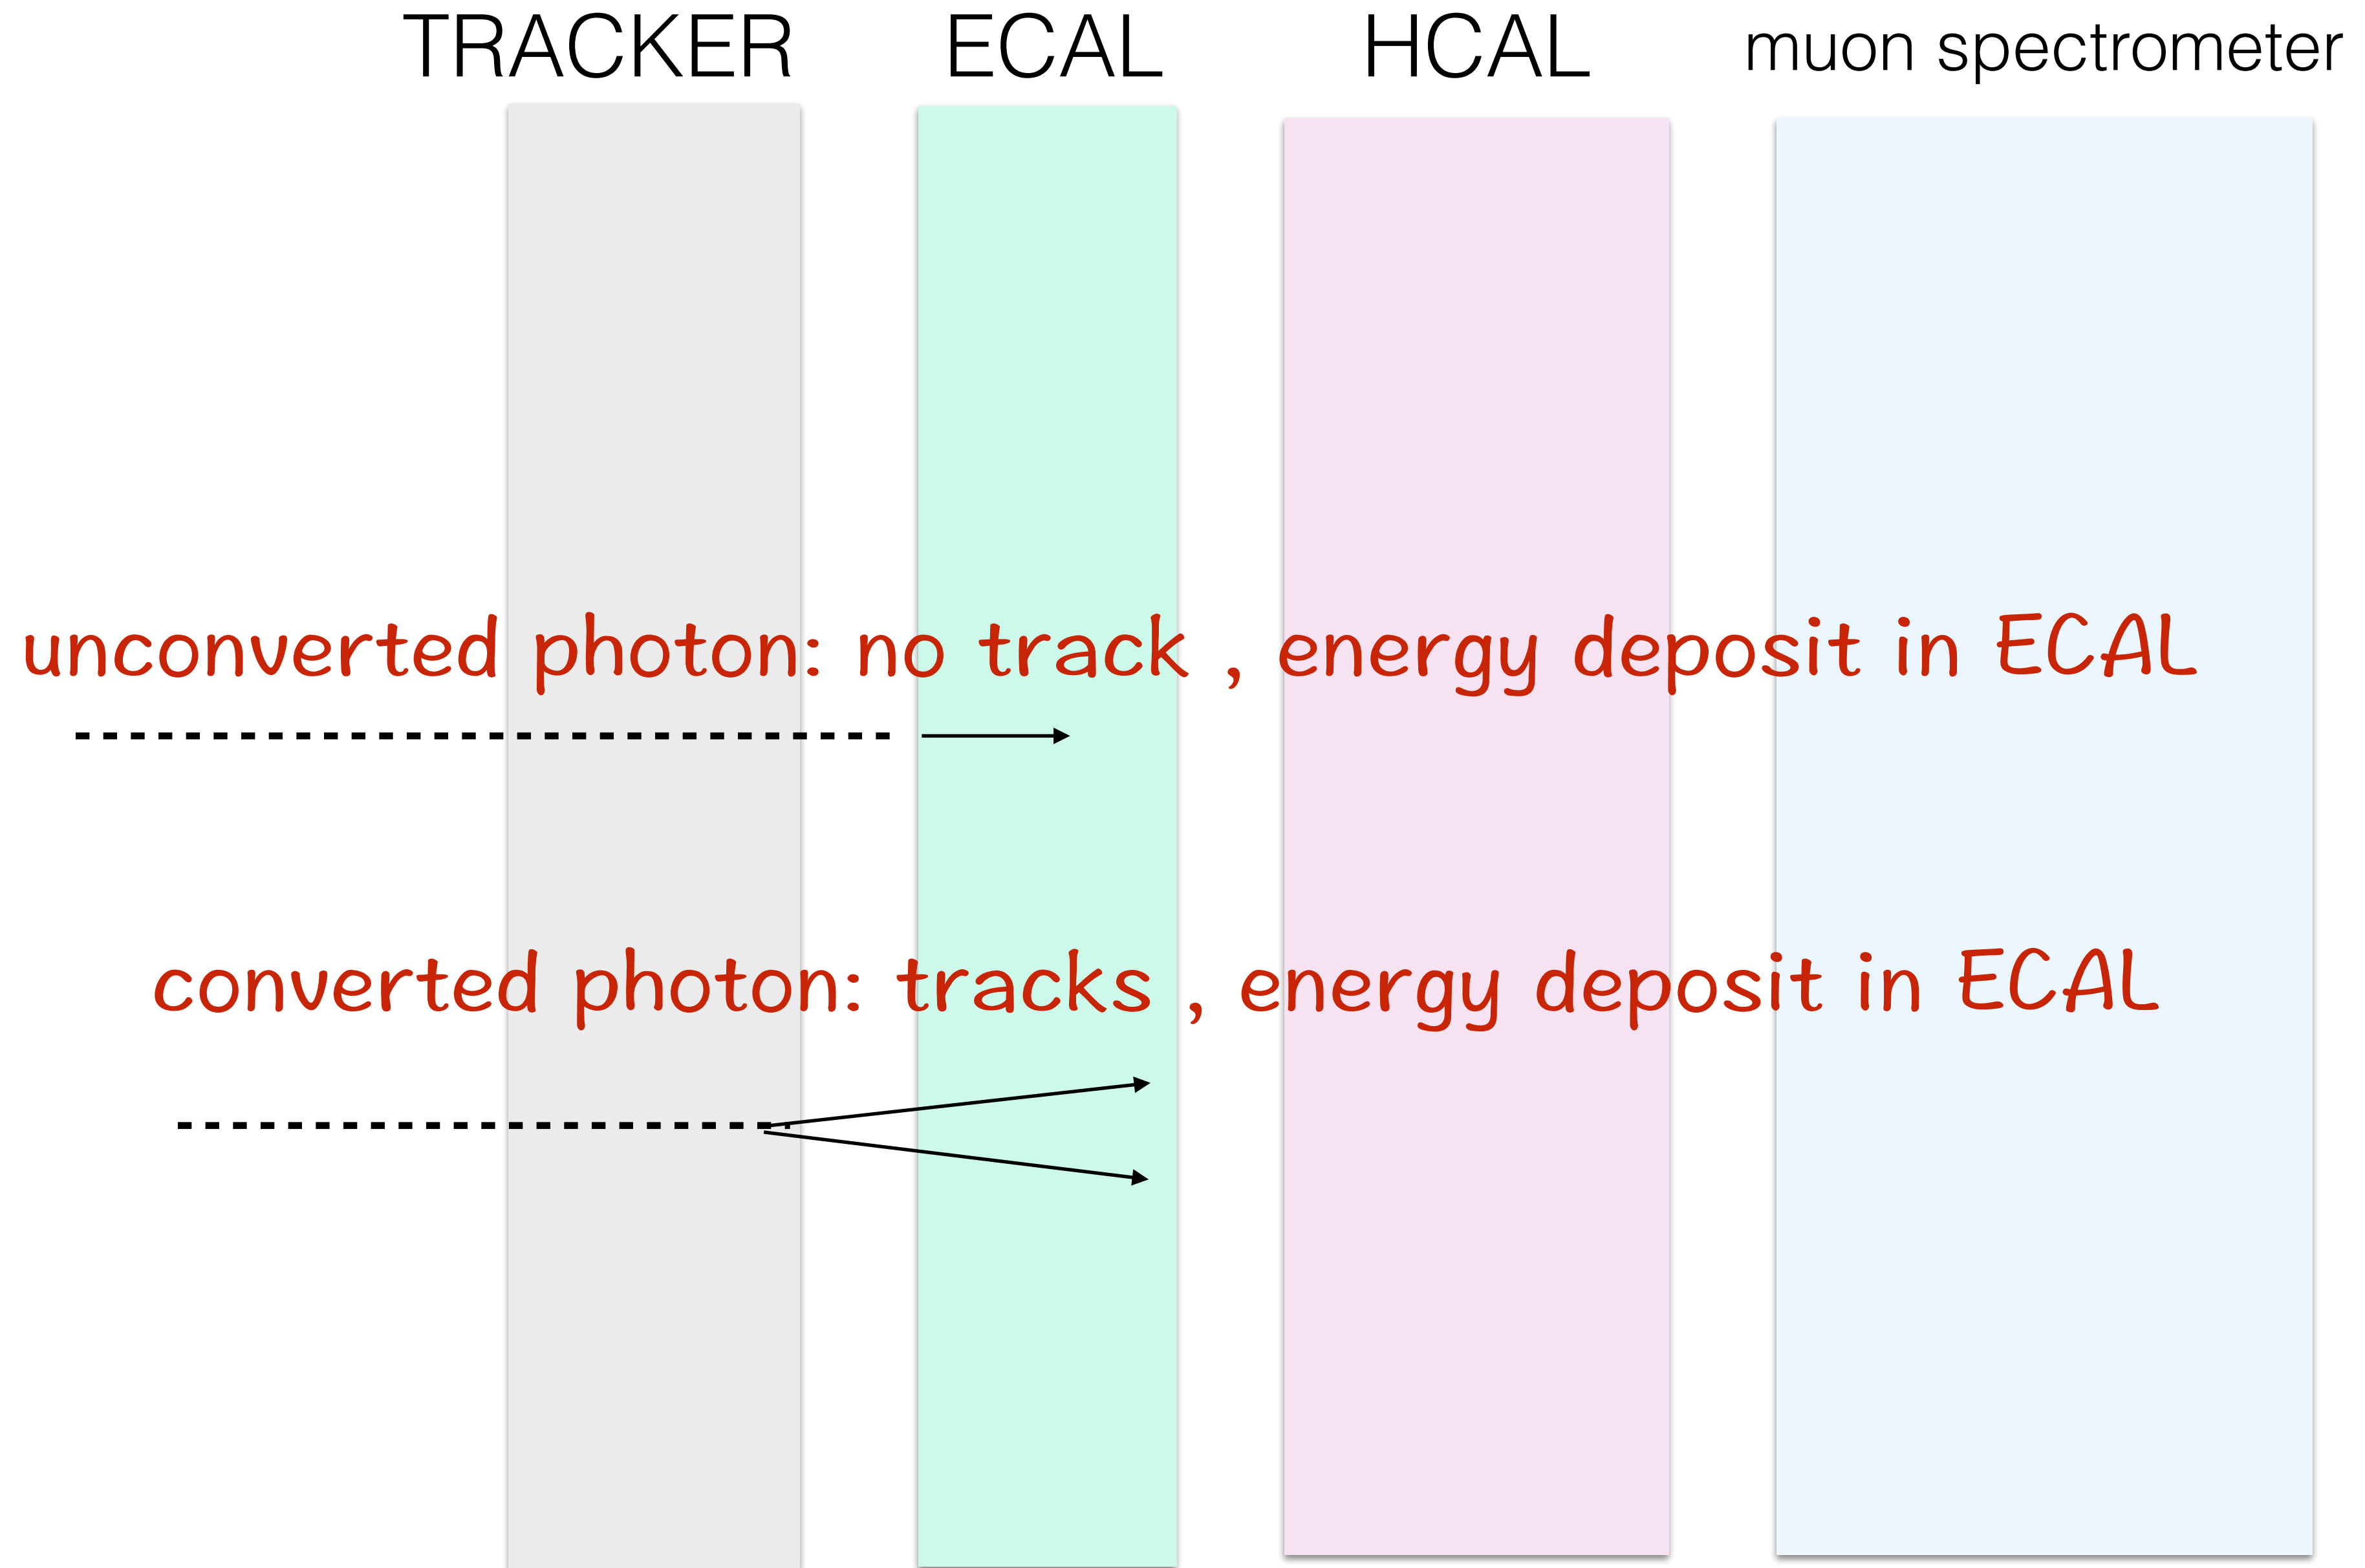 TRACKER ECAL HCAL muon spectrometer
unconverted photon: no track , energy deposit in ECAL
converted photon: tracks , energy deposit in ECAL